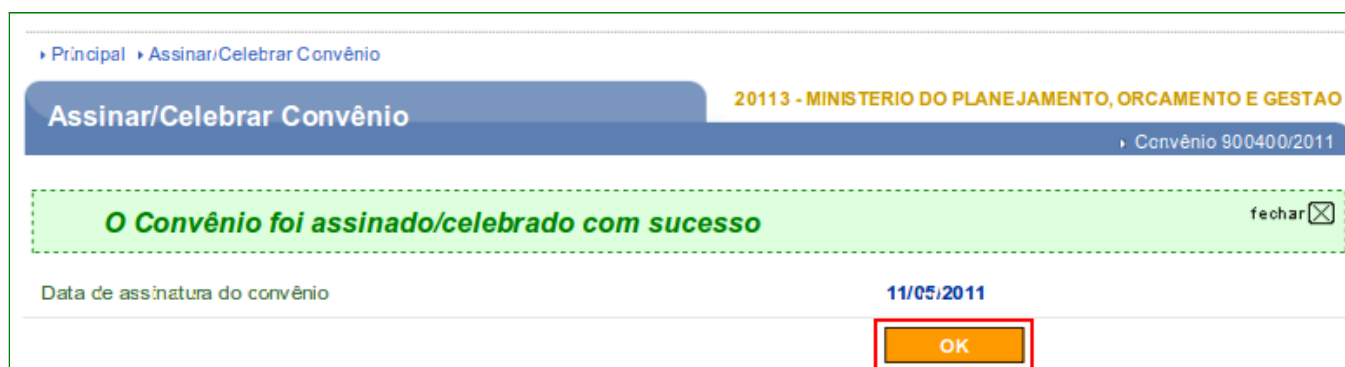 Principal Assinar/Celebrar Convênio
Assinar/Celebrar Convênio
20113 - MINISTERIO DO PLANEJAMENTO, ORCAMENTO E GESTAO
Convênio 900400/2011
O Convênio foi assinado/celebrado com sucesso
fechar
Data de assinatura do convênio 11/05/2011
OK